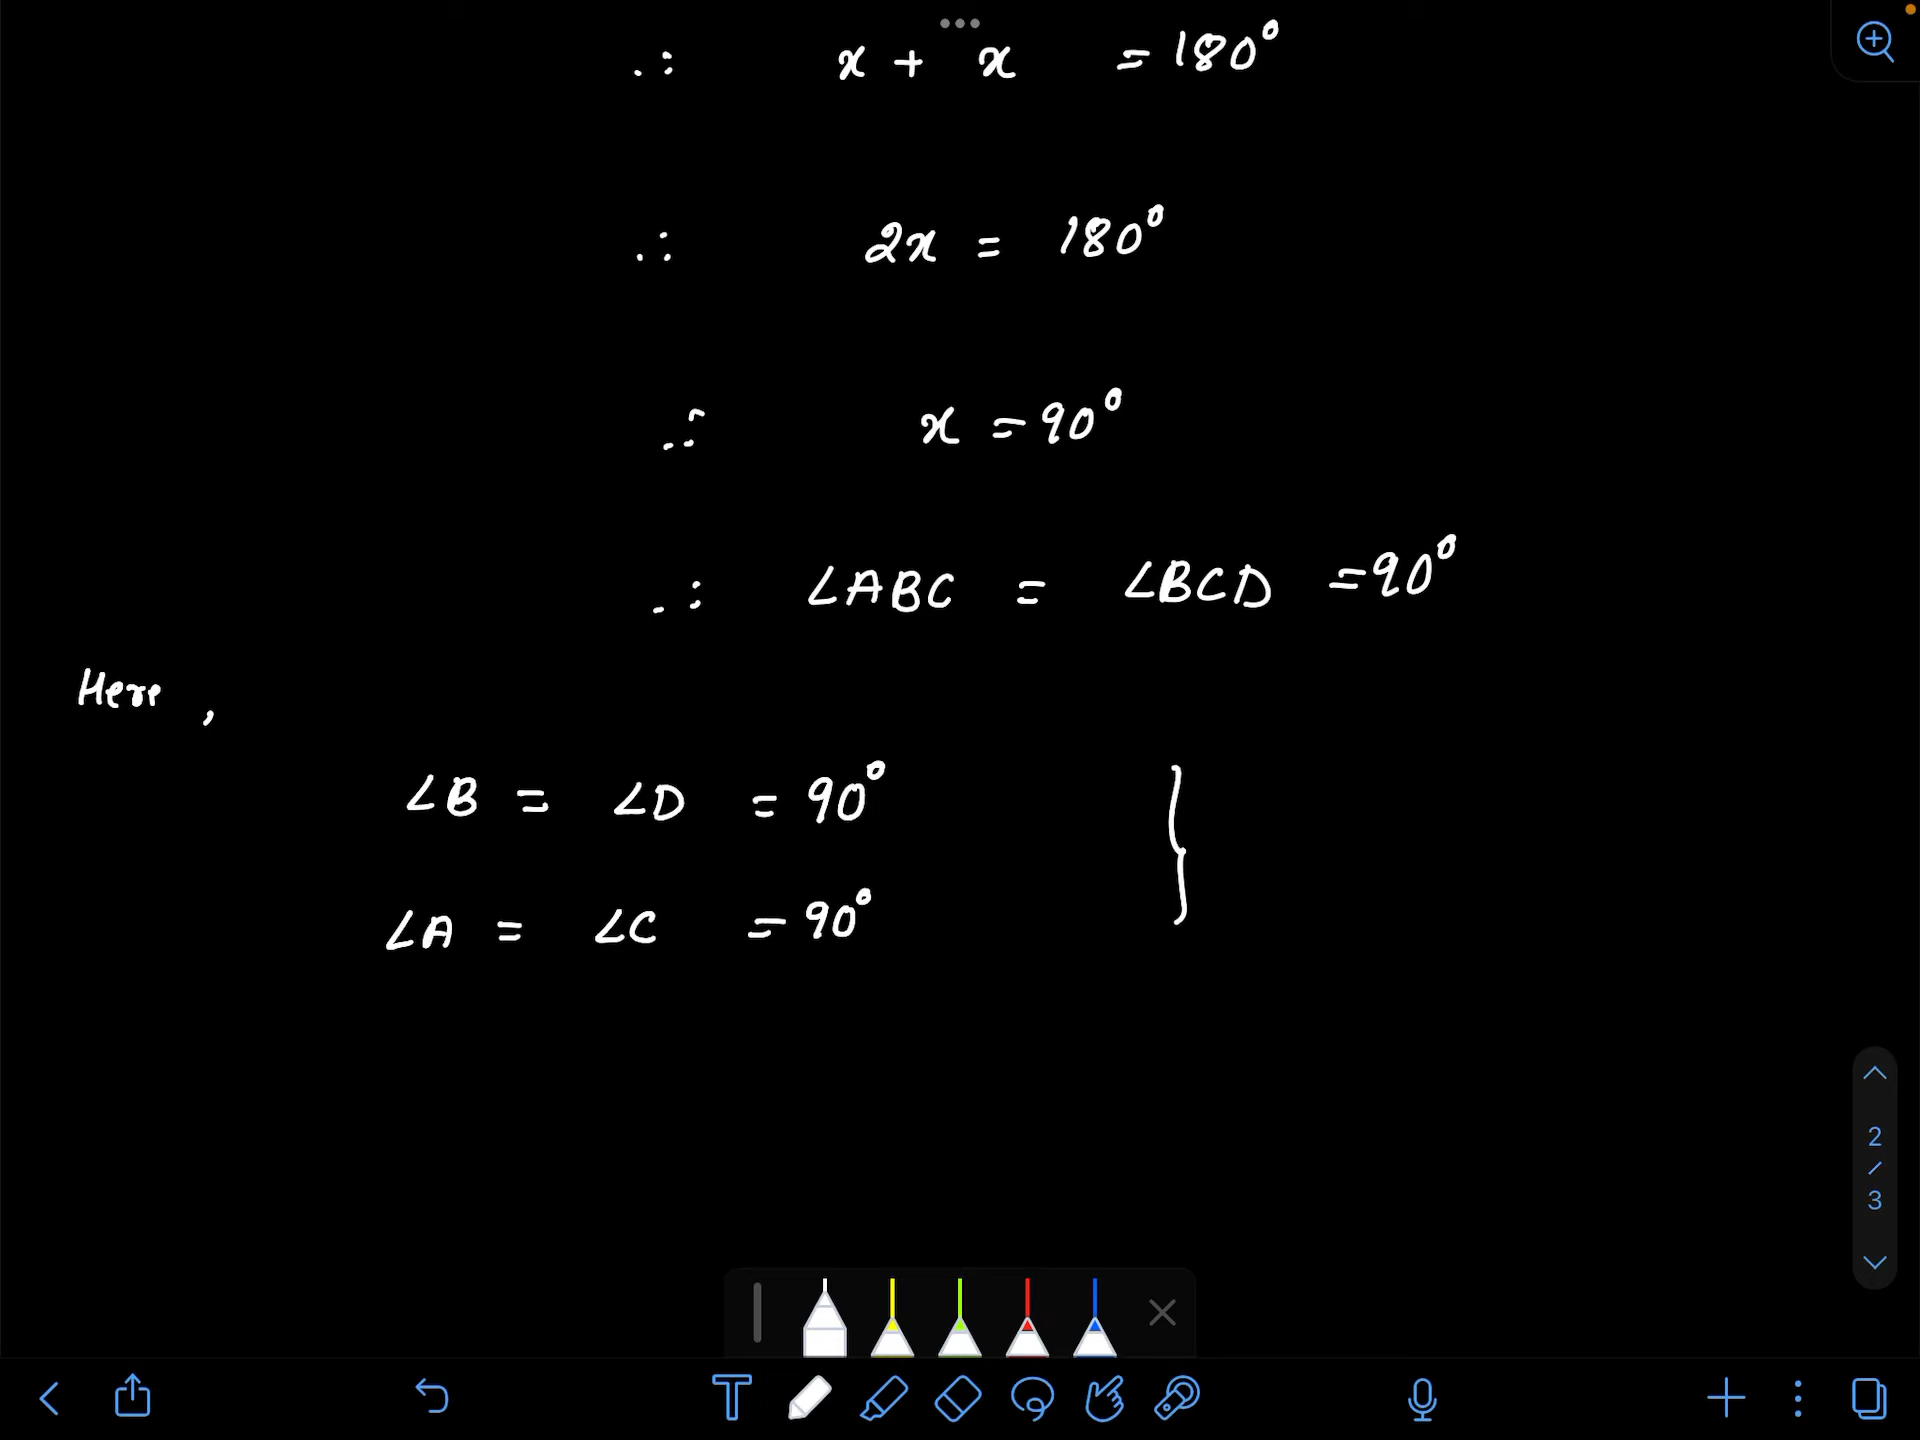 ∴ x + x = 180°
∴ 2x = 180°
∴ x = 90°
∴ ∠ABC = ∠BCD = 90°
Here,
∠B = ∠D = 90°
∠A = ∠C = 90°
}
2
/
3